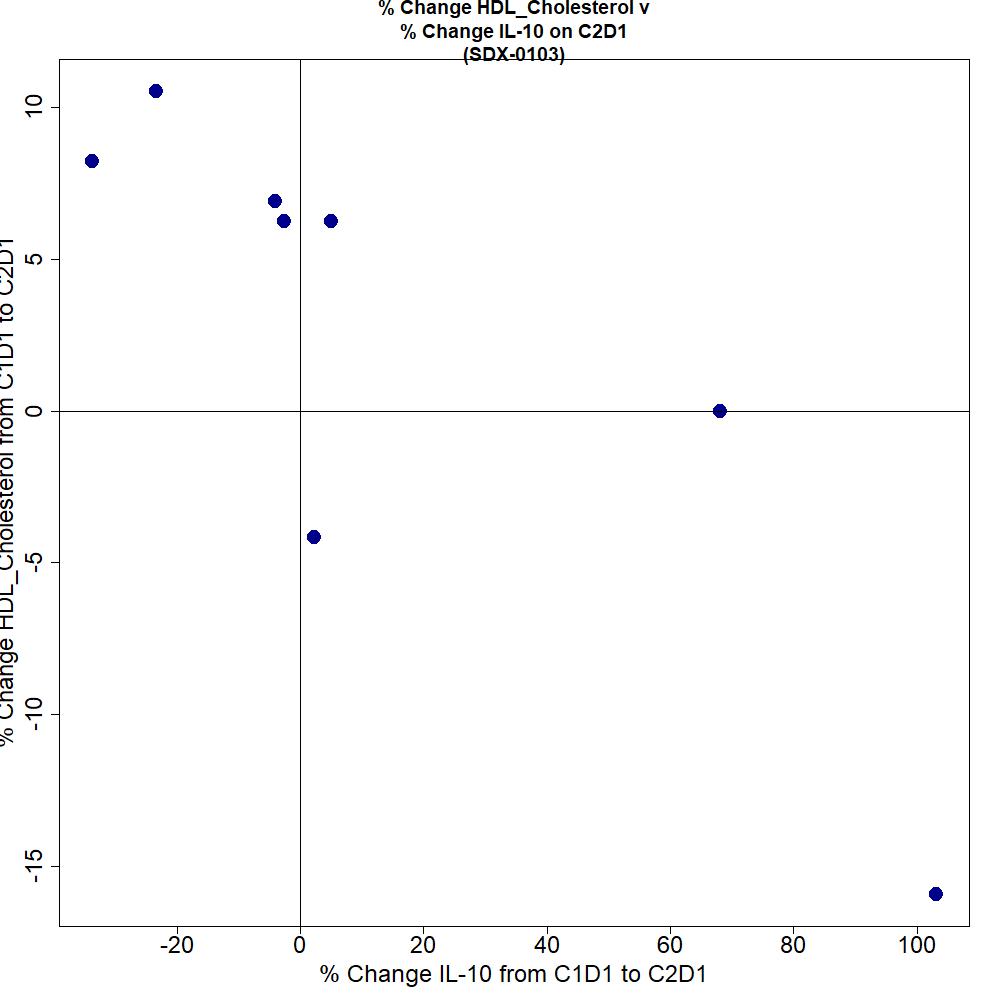 % Change HDL_Cholesterol v
% Change IL-10 on C2D1
(SDX-0103)
% Change HDL_Cholesterol from C1D1 to C2D1
10
5
0
-5
-10
-15
-20
0
20
40
60
80
100
% Change IL-10 from C1D1 to C2D1